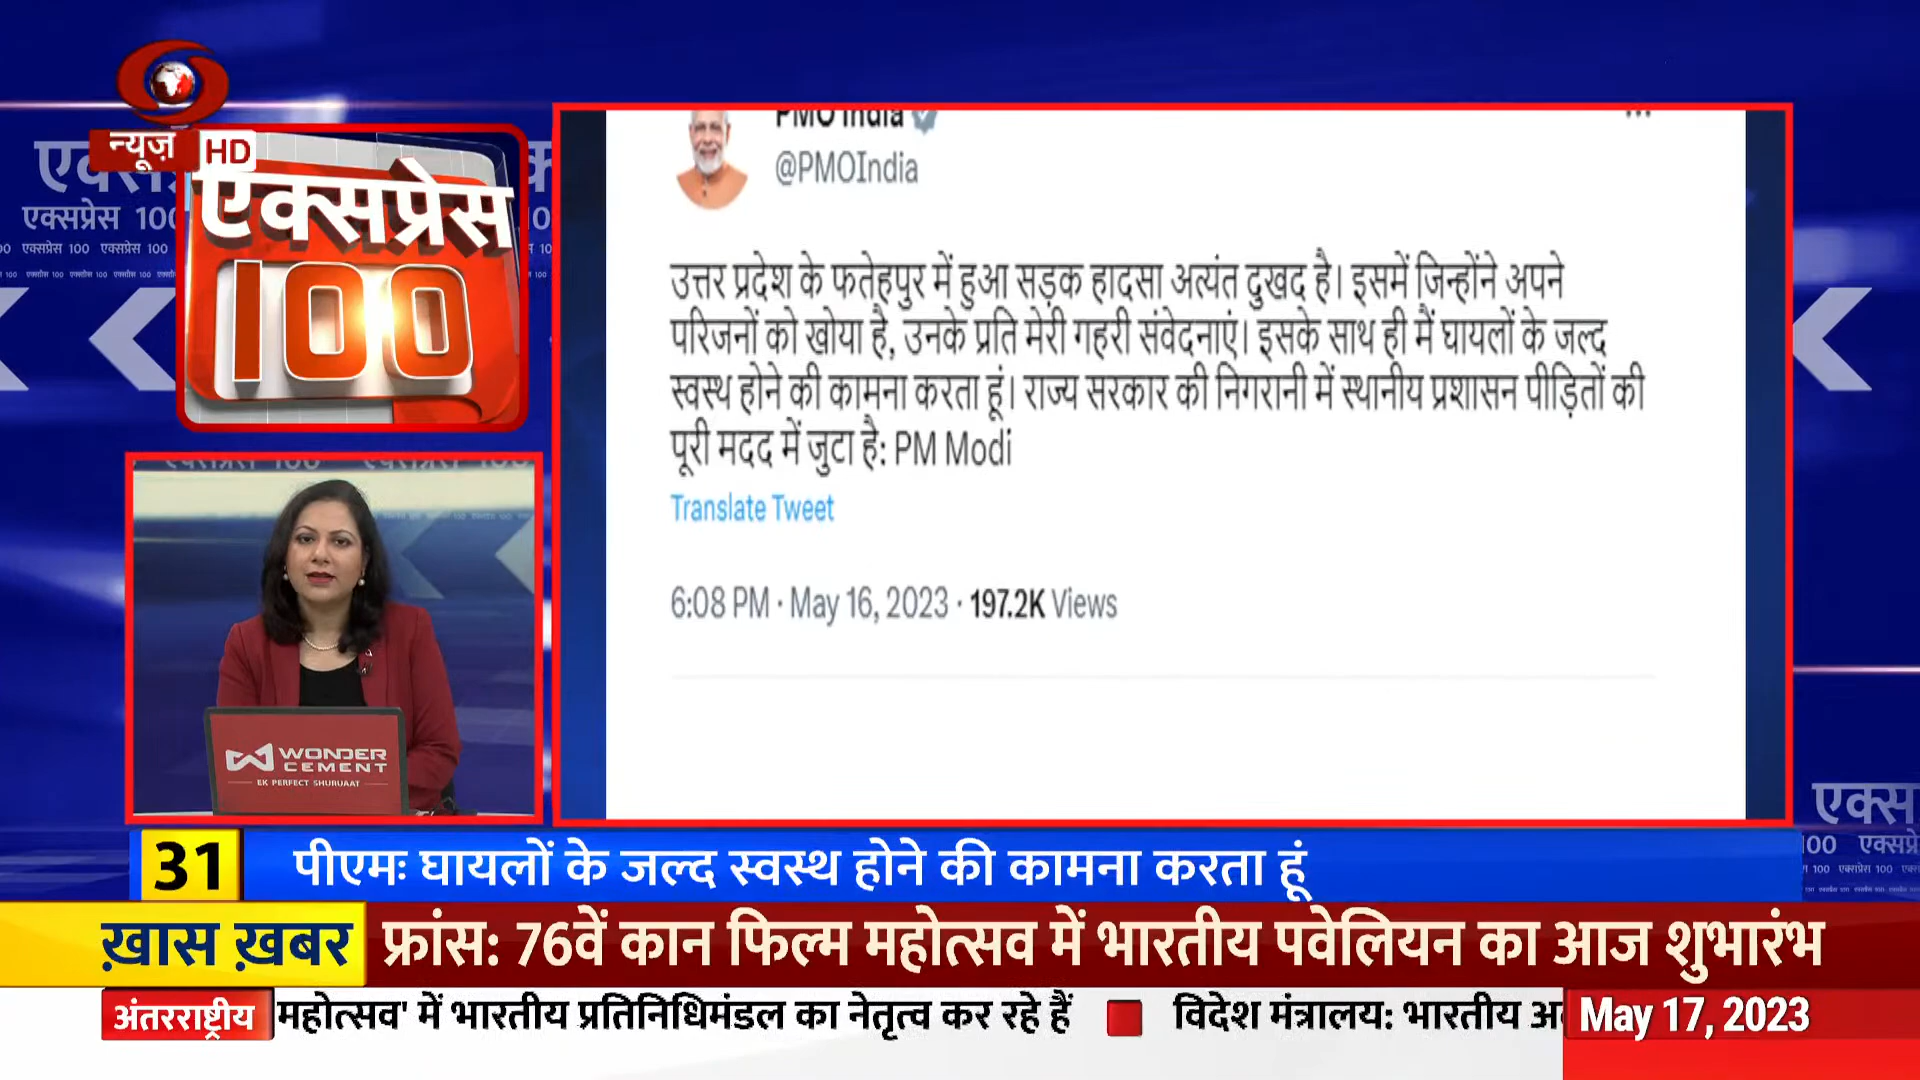 न्यूज़ HD
एक्सप्रेस
100
एक्सप्रेस 100
PMO India
@PMOIndia
उत्तर प्रदेश के फतेहपुर में हुआ सड़क हादसा अत्यंत दुखद है। इसमें जिन्होंने अपने
परिजनों को खोया है, उनके प्रति मेरी गहरी संवेदनाएं। इसके साथ ही मैं घायलों के जल्द
स्वस्थ होने की कामना करता हूं। राज्य सरकार की निगरानी में स्थानीय प्रशासन पीड़ितों की
पूरी मदद में जुटा है: PM Modi
Translate Tweet
6:08 PM · May 16, 2023 · 197.2K Views
WONDER
CEMENT
EK PERFECT SHURUAAT
31 पीएमः घायलों के जल्द स्वस्थ होने की कामना करता हूं
ख़ास ख़बर फ्रांस: 76वें कान फिल्म महोत्सव में भारतीय पवेलियन का आज शुभारंभ
अंतरराष्ट्रीय महोत्सव' में भारतीय प्रतिनिधिमंडल का नेतृत्व कर रहे हैं विदेश मंत्रालय: भारतीय May 17, 2023